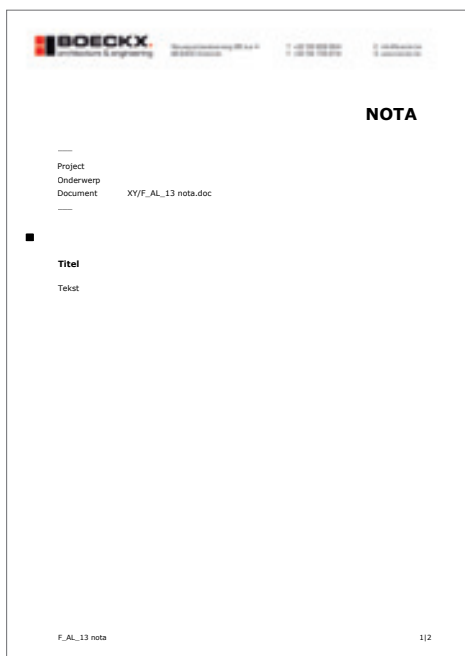 BOECKX.
architecture & engineering
NOTA
Project
Onderwerp
Document XY/F_AL_13 nota.doc
Titel
Tekst
F_AL_13 nota 1|2